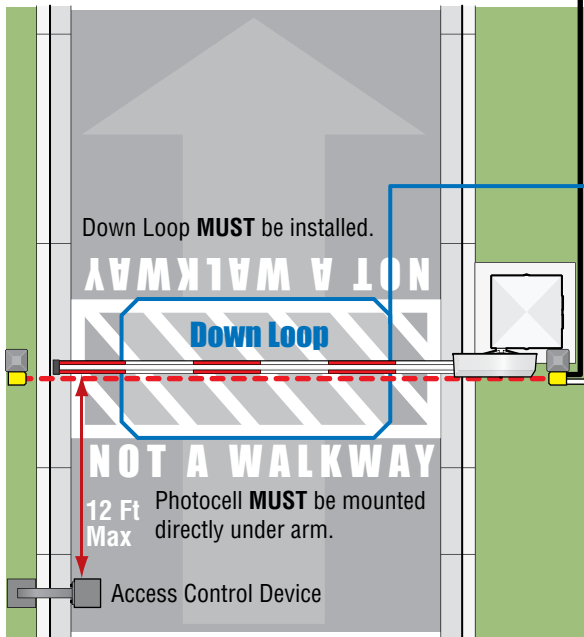 Down Loop MUST be installed.
NOT A WALKWAY
Down Loop
NOT A WALKWAY
12 Ft
Max
Photocell MUST be mounted
directly under arm.
Access Control Device